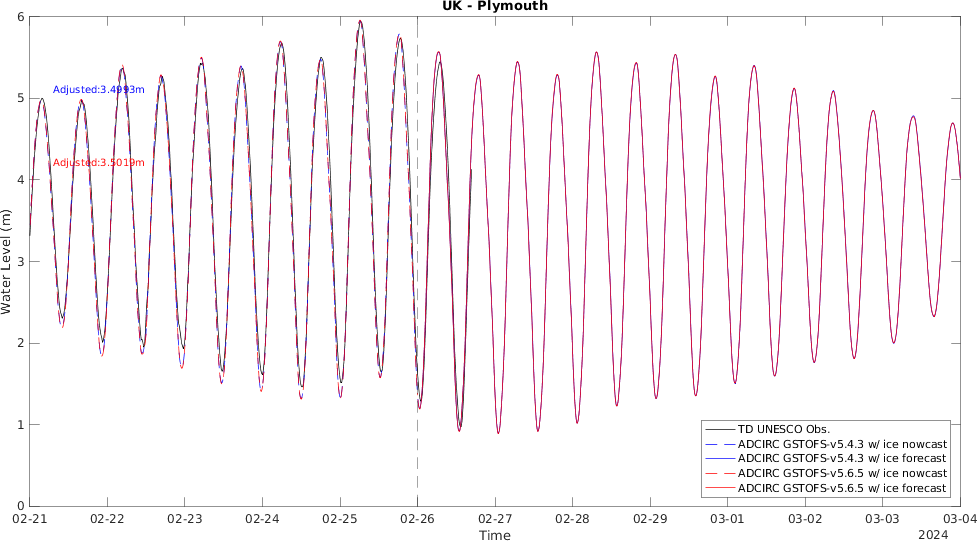 UK - Plymouth
6
5
4
3
2
1
0
Water Level (m)
Adjusted:3.4993m
Adjusted:3.5019m
TD UNESCO Obs.
ADCIRC GSTOFS-v5.4.3 w/ ice nowcast
ADCIRC GSTOFS-v5.4.3 w/ ice forecast
ADCIRC GSTOFS-v5.6.5 w/ ice nowcast
ADCIRC GSTOFS-v5.6.5 w/ ice forecast
02-21 02-22 02-23 02-24 02-25 02-26 02-27 02-28 02-29 03-01 03-02 03-03 03-04
Time
2024